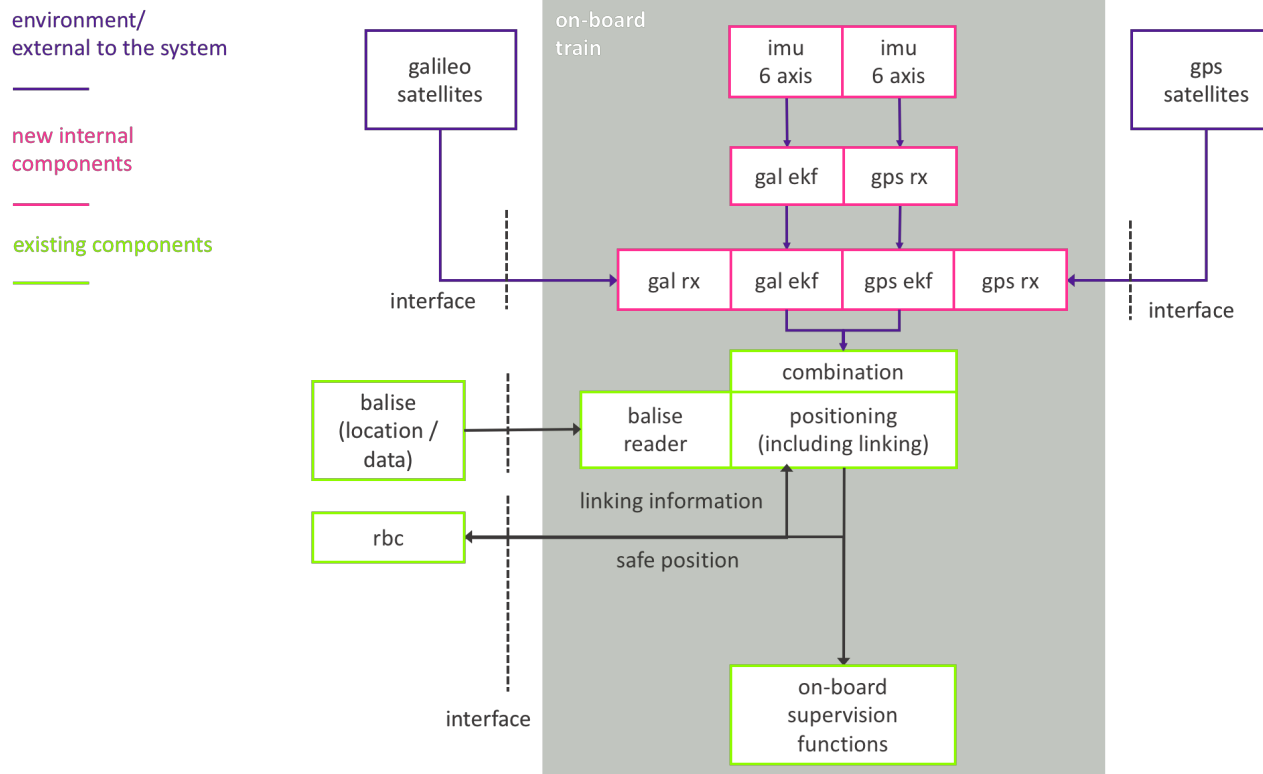 environment/
external to the system
new internal
components
existing components
on-board
train
galileo
satellites
imu
6 axis
imu
6 axis
gps
satellites
gal ekf
gps rx
gal rx
gal ekf
gps ekf
gps rx
interface
interface
combination
balise
(location /
data)
balise
reader
positioning
(including linking)
linking information
rbc
safe position
on-board
supervision
functions
interface